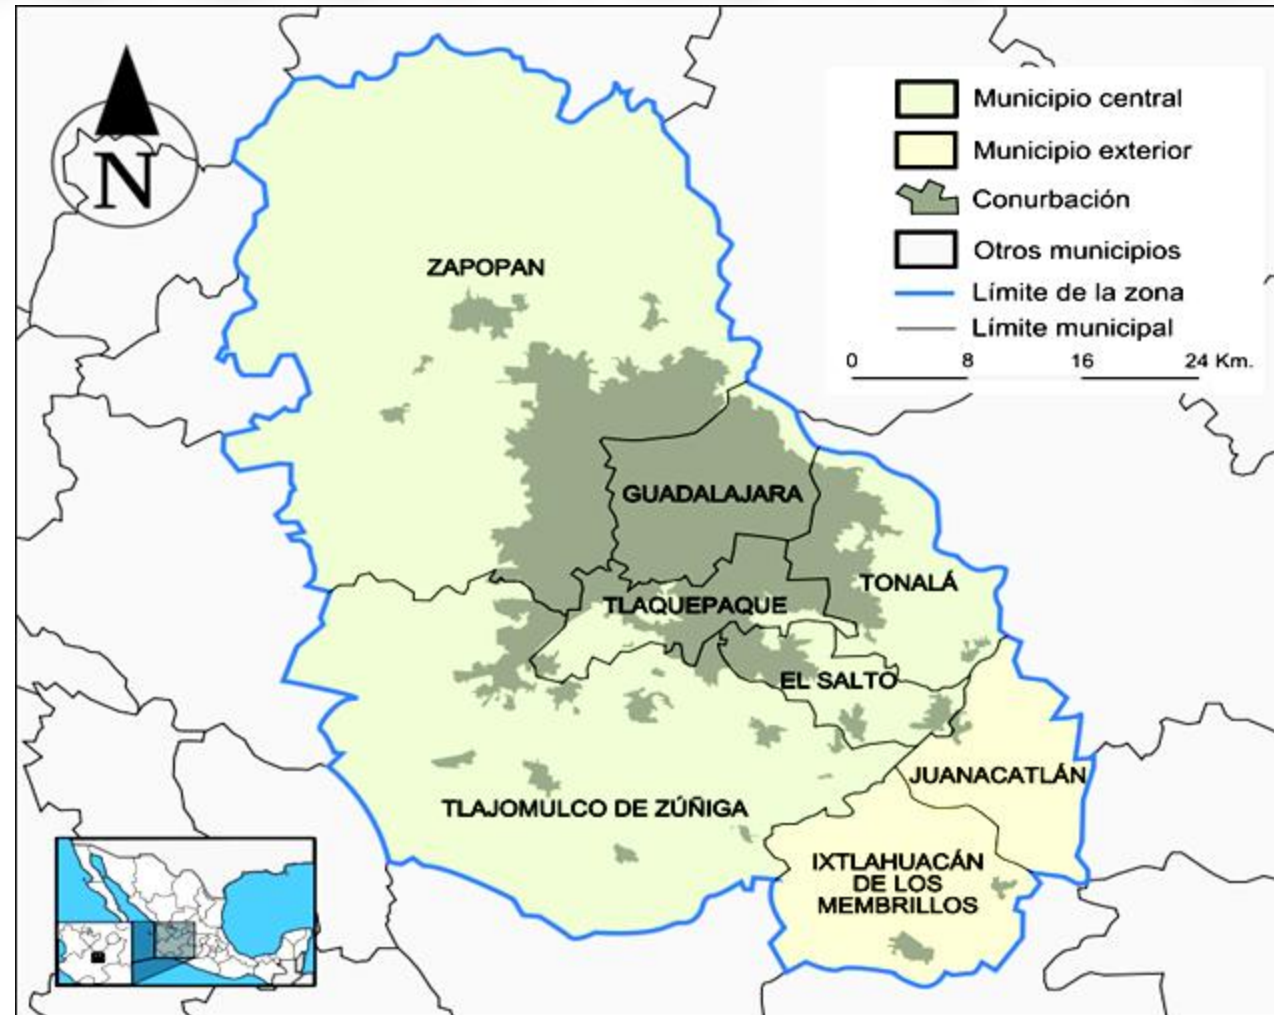 N
Municipio central
Municipio exterior
Conurbación
Otros municipios
Límite de la zona
Límite municipal
0 8 16 24 Km.
ZAPOPAN
GUADALAJARA
TONALÁ
TLAQUEPAQUE
EL SALTO
JUANACATLÁN
TLAJOMULCO DE ZÚÑIGA
IXTLAHUACÁN
DE LOS
MEMBRILLOS